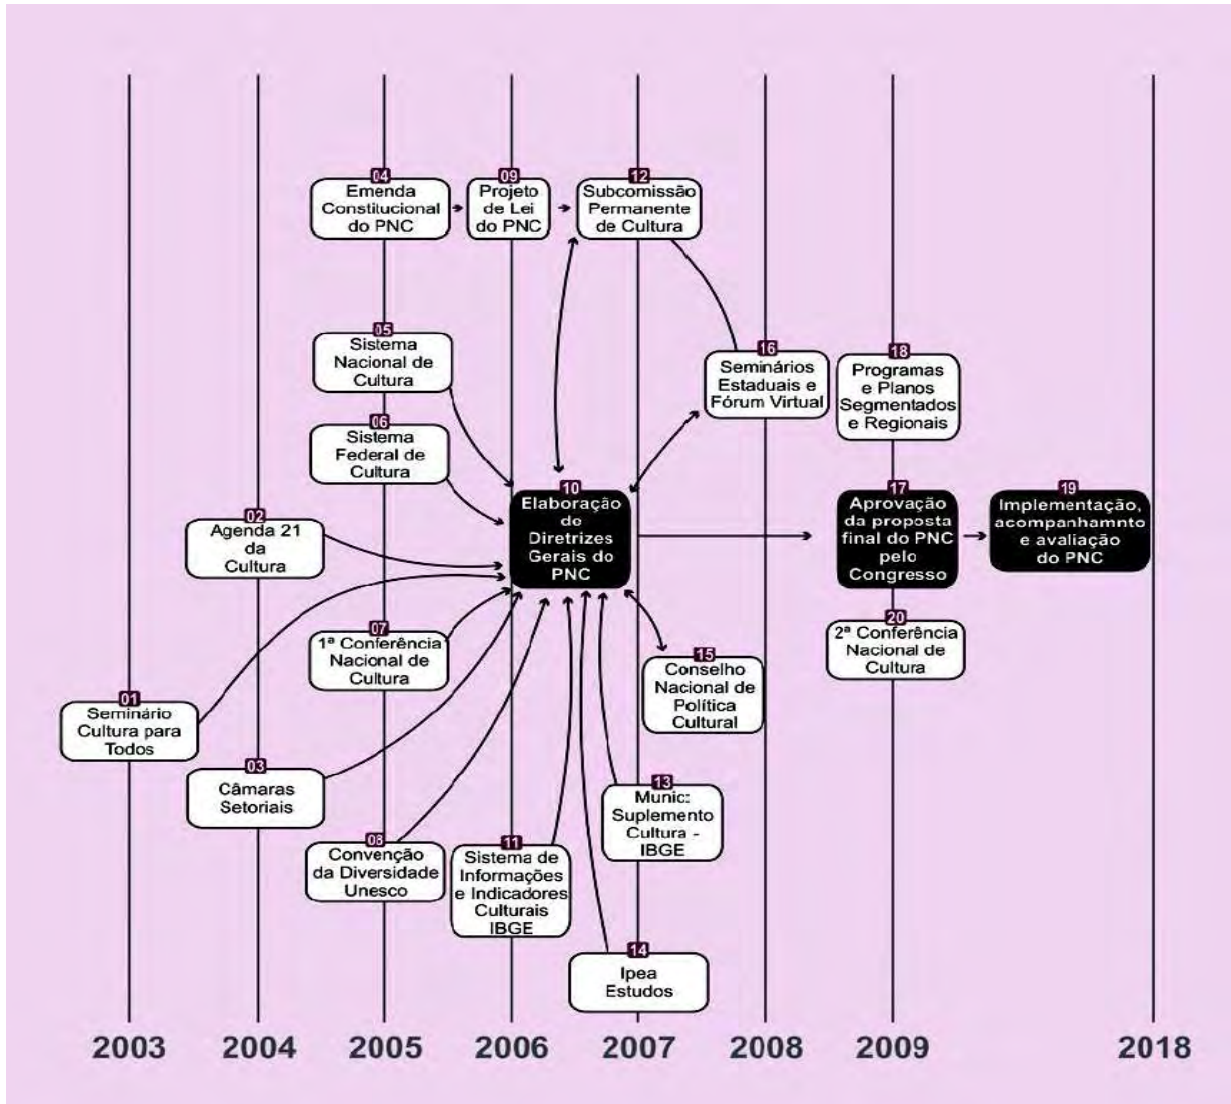 04
Emenda
Constitucional
do PNC
09
Projeto
de Lei
do PNC
12
Subcomissão
Permanente
de Cultura
05
Sistema
Nacional de
Cultura
16
Seminários
Estaduais e
Fórum Virtual
18
Programas
e Planos
Segmentados
e Regionais
06
Sistema
Federal de
Cultura
02
Agenda 21
da
Cultura
10
Elaboração
de
Diretrizes
Gerais do
PNC
17
Aprovação
da proposta
final do PNC
pelo
Congresso
19
Implementação,
acompanhamnto
e avaliação
do PNC
07
1ª Conferência
Nacional de
Cultura
20
2ª Conferência
Nacional de
Cultura
15
Conselho
Nacional de
Política
Cultural
01
Seminário
Cultura para
Todos
03
Câmaras
Setoriais
13
Munic:
Suplemento
Cultura -
IBGE
08
Convenção
da Diversidade
Unesco
11
Sistema de
Informações
e Indicadores
Culturais
IBGE
14
Ipea
Estudos
2003 2004 2005 2006 2007 2008 2009 2018